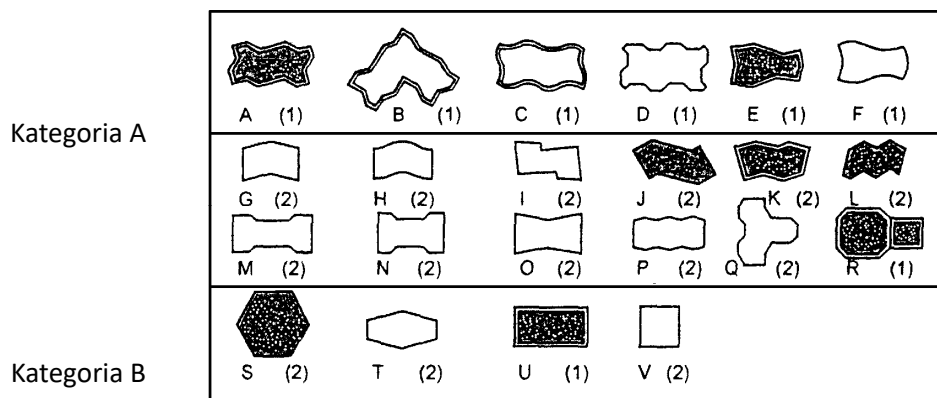 Kategoria A
A (1) B (1) C (1) D (1) E (1) F (1)
G (2) H (2) I (2) J (2) K (2) L (2)
M (2) N (2) O (2) P (2) Q (2) R (1)
Kategoria B
S (2) T (2) U (1) V (2)